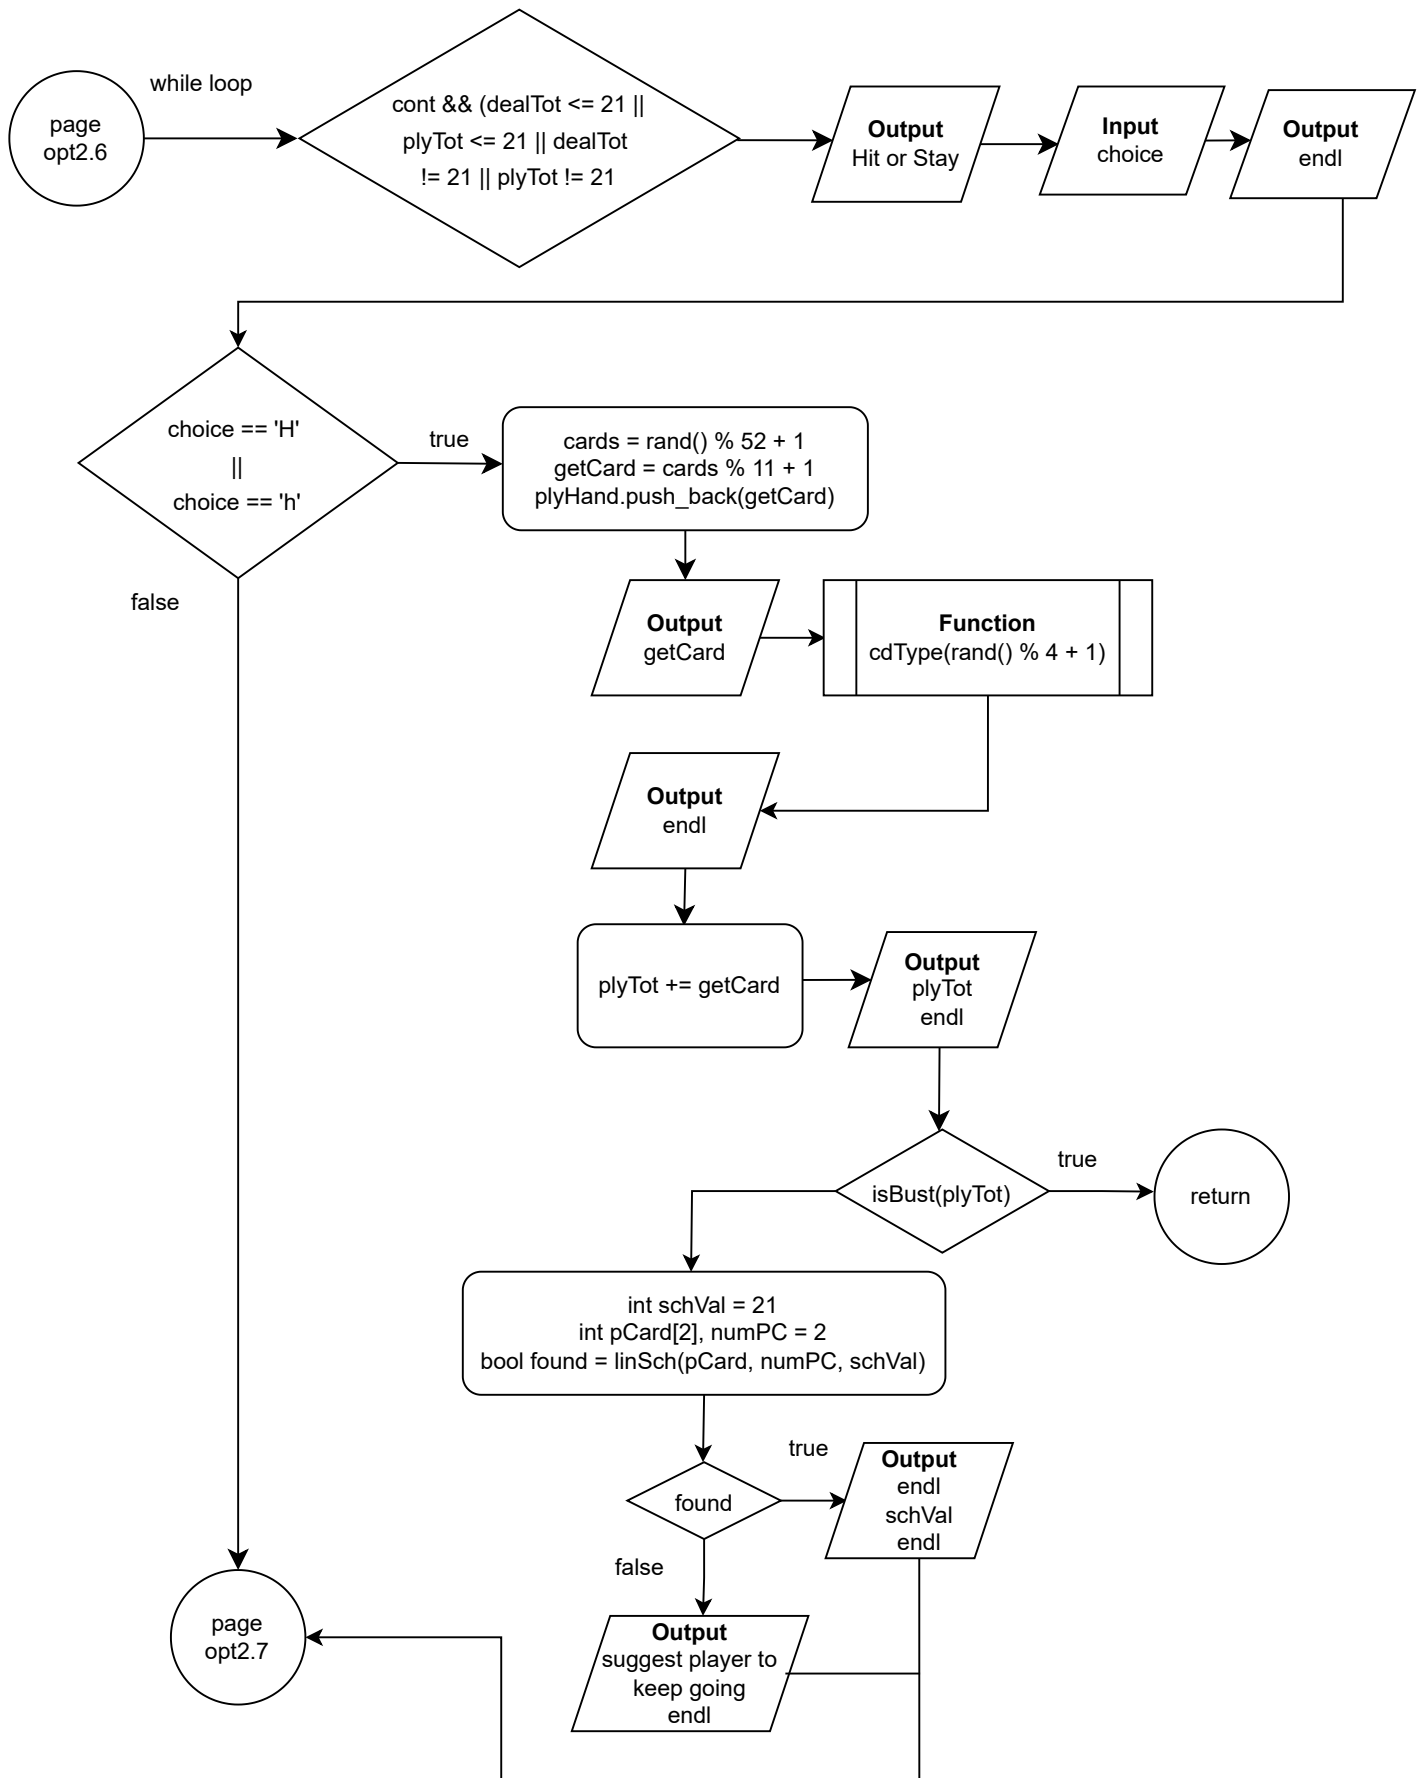 while loop
page
opt2.6
cont && (dealTot <= 21 ||
plyTot <= 21 || dealTot
!= 21 || plyTot != 21
Output
Hit or Stay
Input
choice
Output
endl
choice == 'H'
||
choice == 'h'
true
false
cards = rand() % 52 + 1
getCard = cards % 11 + 1
plyHand.push_back(getCard)
Output
getCard
Function
cdType(rand() % 4 + 1)
Output
endl
plyTot += getCard
Output
plyTot
endl
isBust(plyTot)
true
return
int schVal = 21
int pCard[2], numPC = 2
bool found = linSch(pCard, numPC, schVal)
found
true
Output
endl
schVal
endl
false
Output
suggest player to
keep going
endl
page
opt2.7